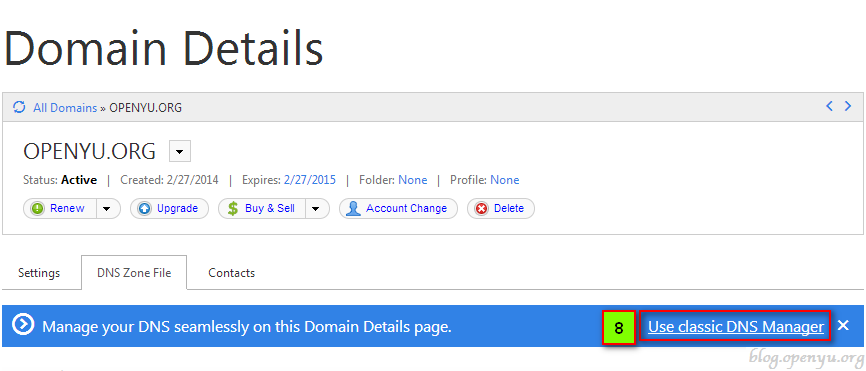 Domain Details
All Domains » OPENYU.ORG
OPENYU.ORG
Status: Active | Created: 2/27/2014 | Expires: 2/27/2015 | Folder: None | Profile: None
Renew Upgrade $ Buy & Sell Account Change Delete
Settings DNS Zone File Contacts
Manage your DNS seamlessly on this Domain Details page. 8 Use classic DNS Manager ×
blog.openyu.org